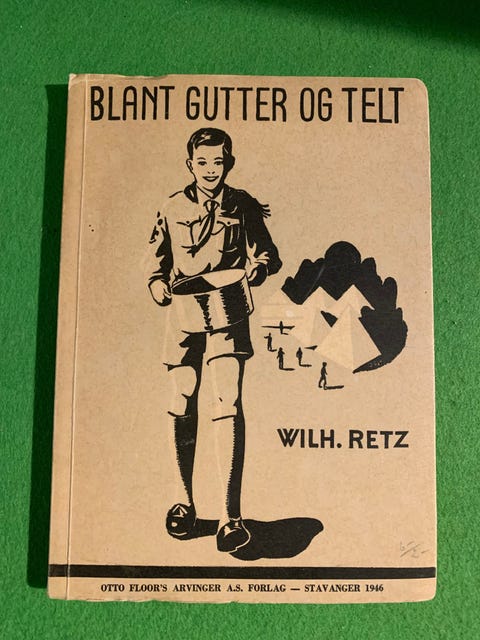 BLANT GUTTER OG TELT
WILH. RETZ
OTTO FLOOR'S ARVINGER A.S. FORLAG — STAVANGER 1946